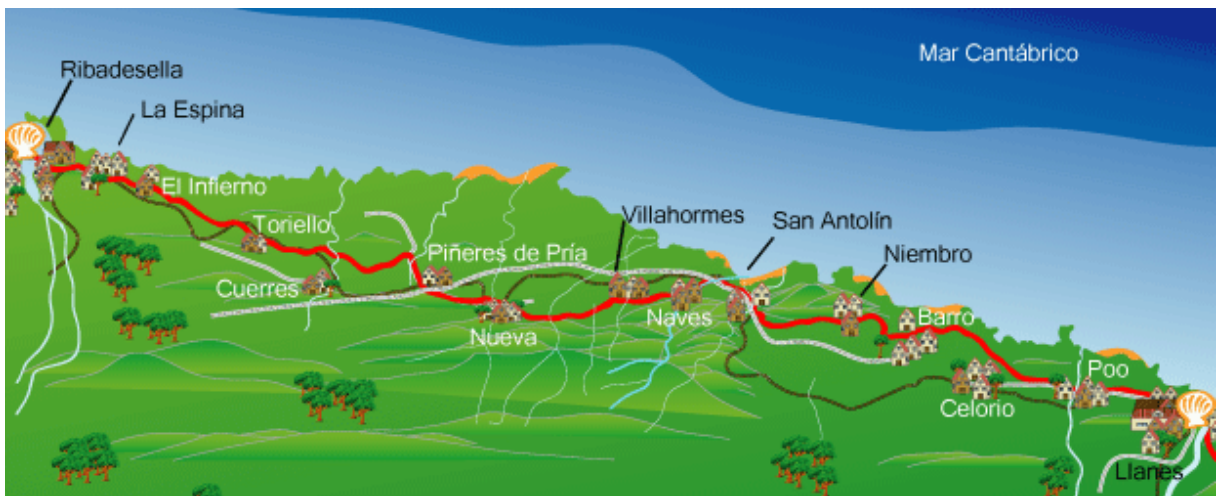 Mar Cantábrico
Ribadesella
La Espina
El Infierno
Toriello
Cuerres
Piñeres de Pría
Nueva
Villahormes
Naves
San Antolín
Niembro
Barro
Celorio
Poo
Llanes